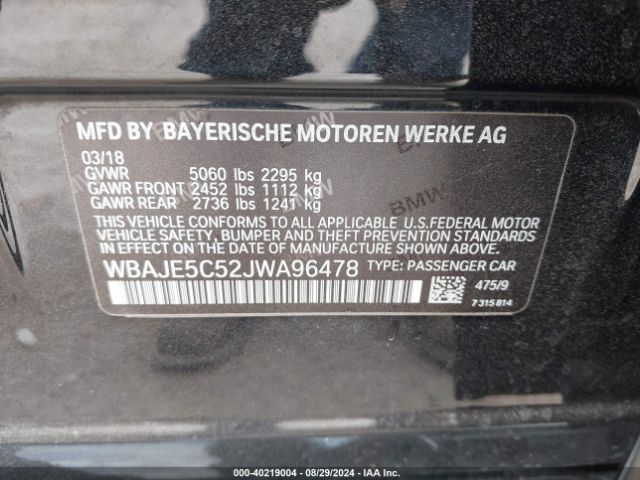 MFD BY BAYERISCHE MOTOREN WERKE AG
03/18
GVWR 5060 lbs 2295 kg
GAWR FRONT 2452 lbs 1112 kg
GAWR REAR 2736 lbs 1241 kg
THIS VEHICLE CONFORMS TO ALL APPLICABLE U.S.FEDERAL MOTOR
VEHICLE SAFETY, BUMPER, AND THEFT PREVENTION STANDARDS
IN EFFECT ON THE DATE OF MANUFACTURE SHOWN ABOVE.
WBAJE5C52JWA96478 TYPE: PASSENGER CAR
475/9
7 315 814
000-40219004 - 08/29/2024 - IAA Inc.